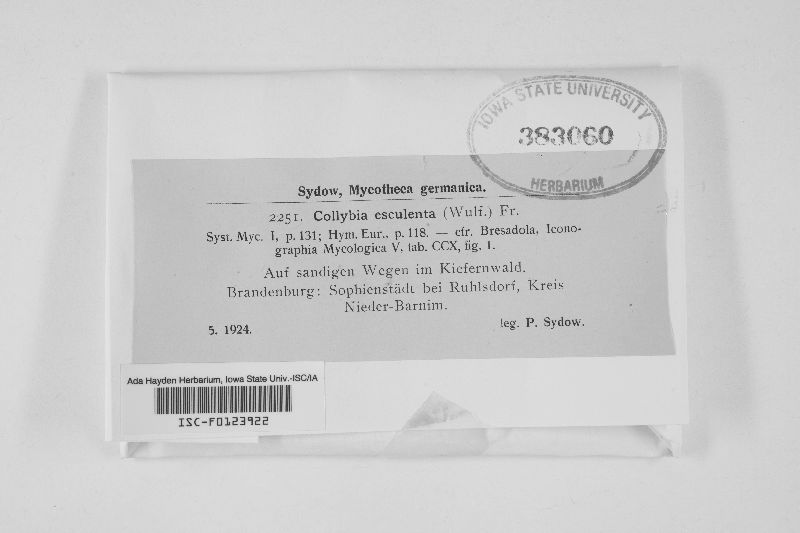 IOWA STATE UNIVERSITY
383060
HERBARIUM
Sydow, Mycotheca germanica.
2251. Collybia esculenta (Wulf.) Fr.
Syst. Myc. I, p. 131; Hym. Eur., p. 118. — cfr. Bresadola, Icono-
graphia Mycologica V, tab. CCX, fig. 1.
Auf sandigen Wegen im Kiefernwald.
Brandenburg: Sophienstädt bei Ruhlsdorf, Kreis
Nieder-Barnim.
5. 1924. leg. P. Sydow.
Ada Hayden Herbarium, Iowa State Univ.-ISC/IA
ISC-F0123922